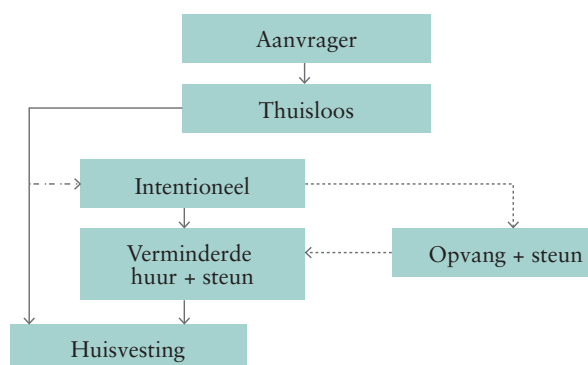 Aanvrager
Thuisloos
Intentioneel
Verminderde
huur + steun
Opvang + steun
Huisvesting